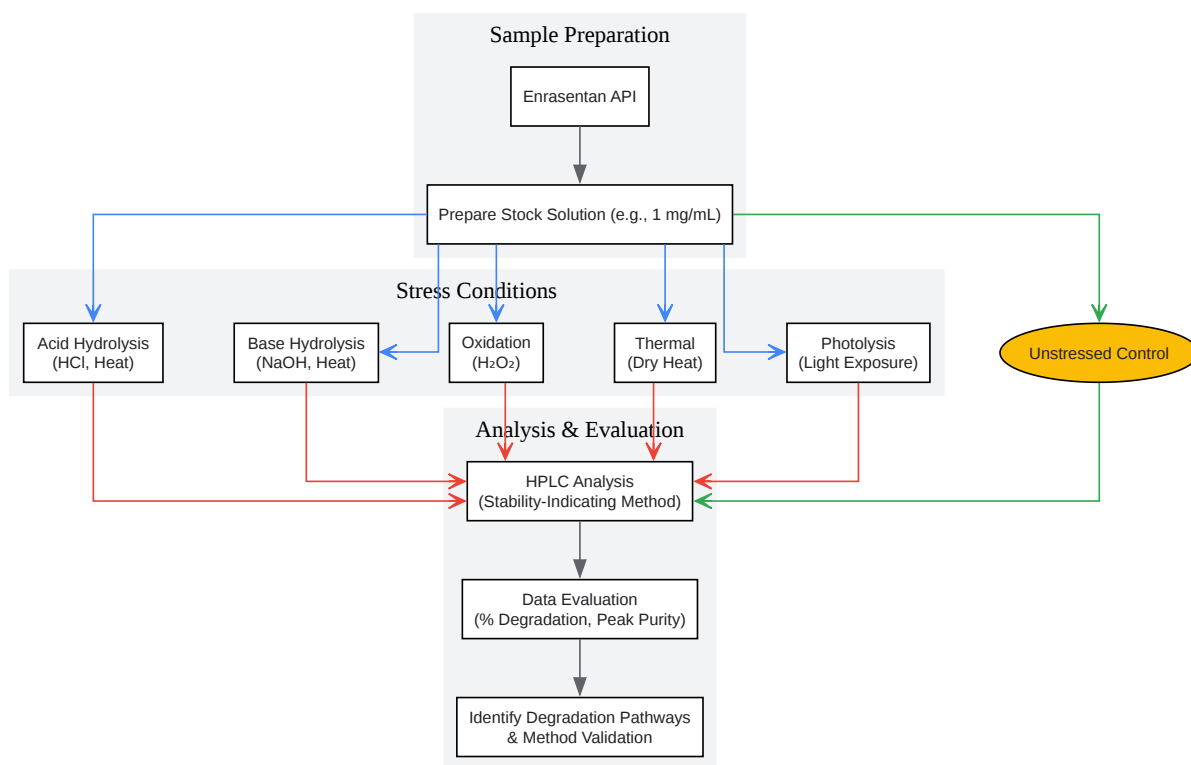 Sample Preparation
Enrasentan API
Prepare Stock Solution (e.g., 1 mg/mL)
Stress Conditions
Acid Hydrolysis
(HCl, Heat)
Base Hydrolysis
(NaOH, Heat)
Oxidation
(H₂O₂)
Thermal
(Dry Heat)
Photolysis
(Light Exposure)
Unstressed Control
Analysis & Evaluation
HPLC Analysis
(Stability-Indicating Method)
Data Evaluation
(% Degradation, Peak Purity)
Identify Degradation Pathways
& Method Validation